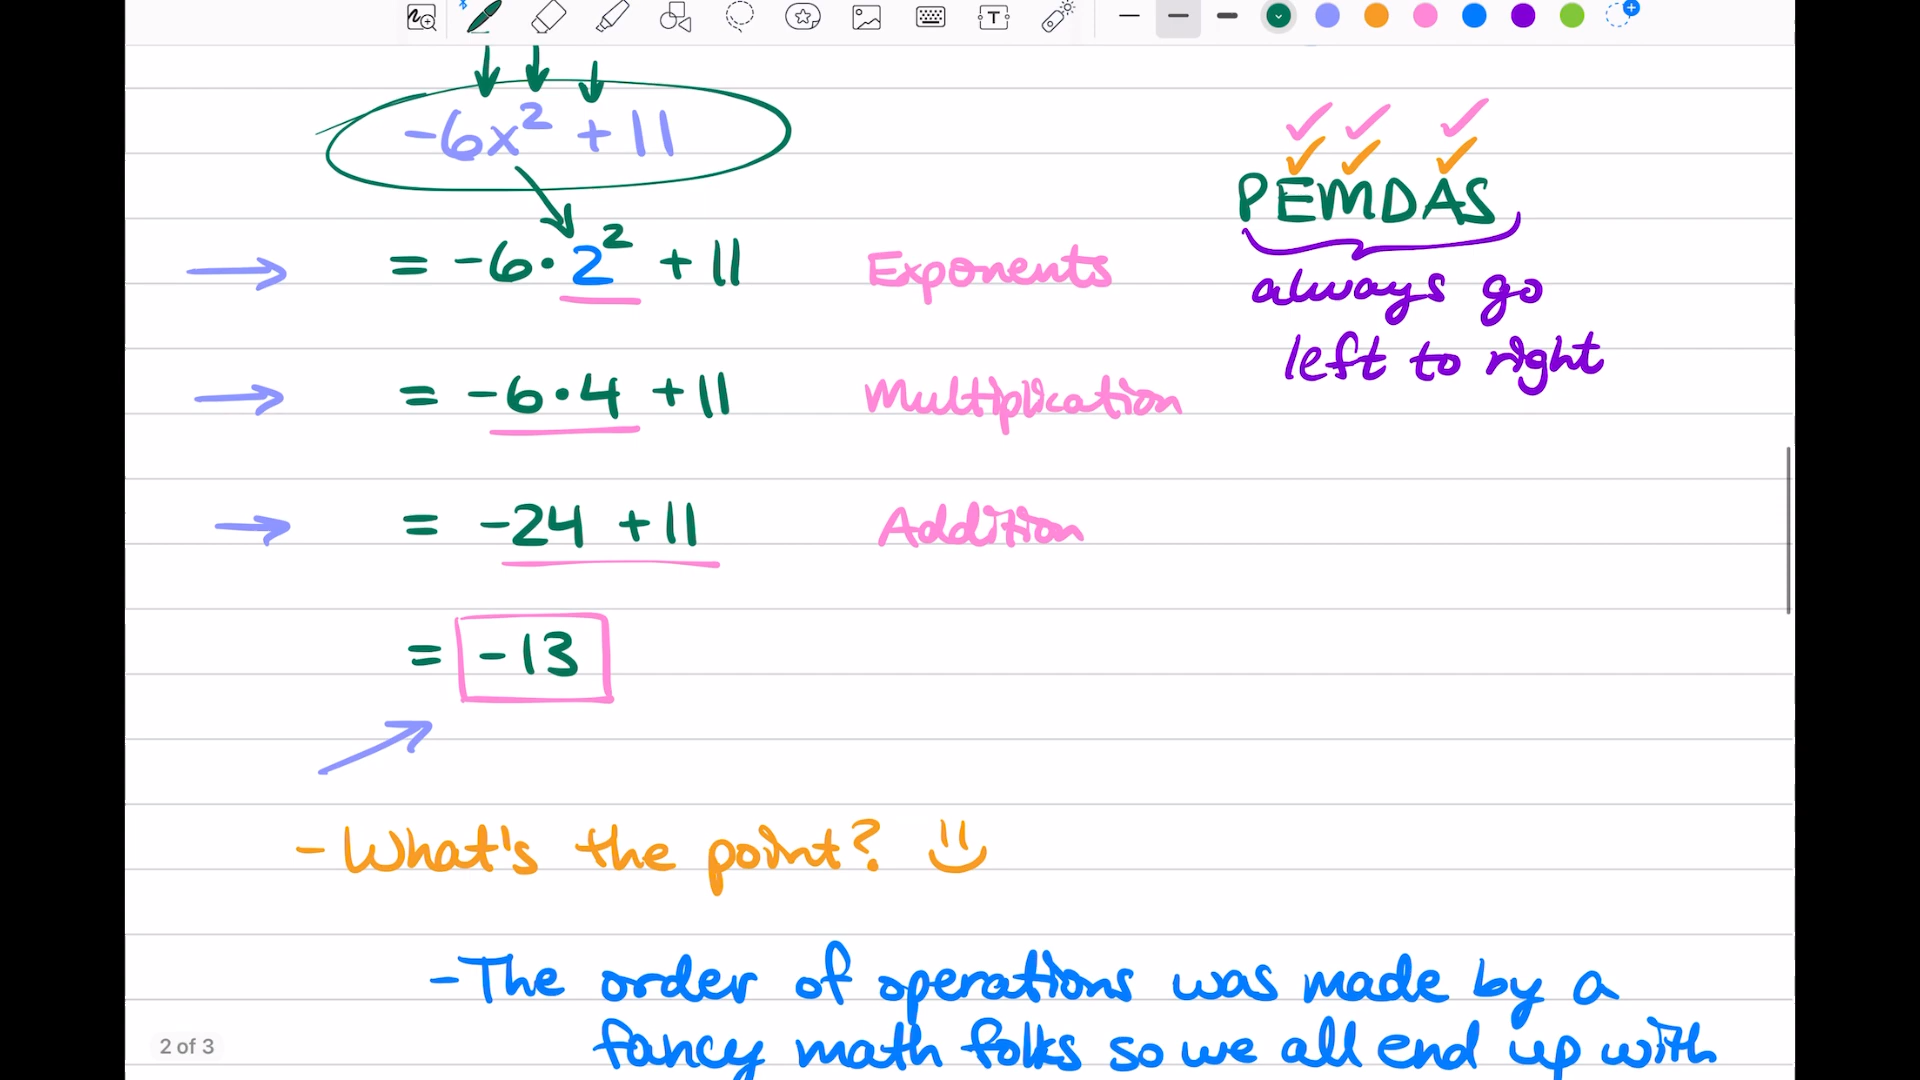 -6x² + 11
PEMDAS
= -6·2² + 11 Exponents
always go
left to right
= -6·4 + 11 Multiplication
= -24 + 11 Addition
= -13
- What's the point?
- The order of operations was made by a
fancy math folks so we all end up with
2 of 3